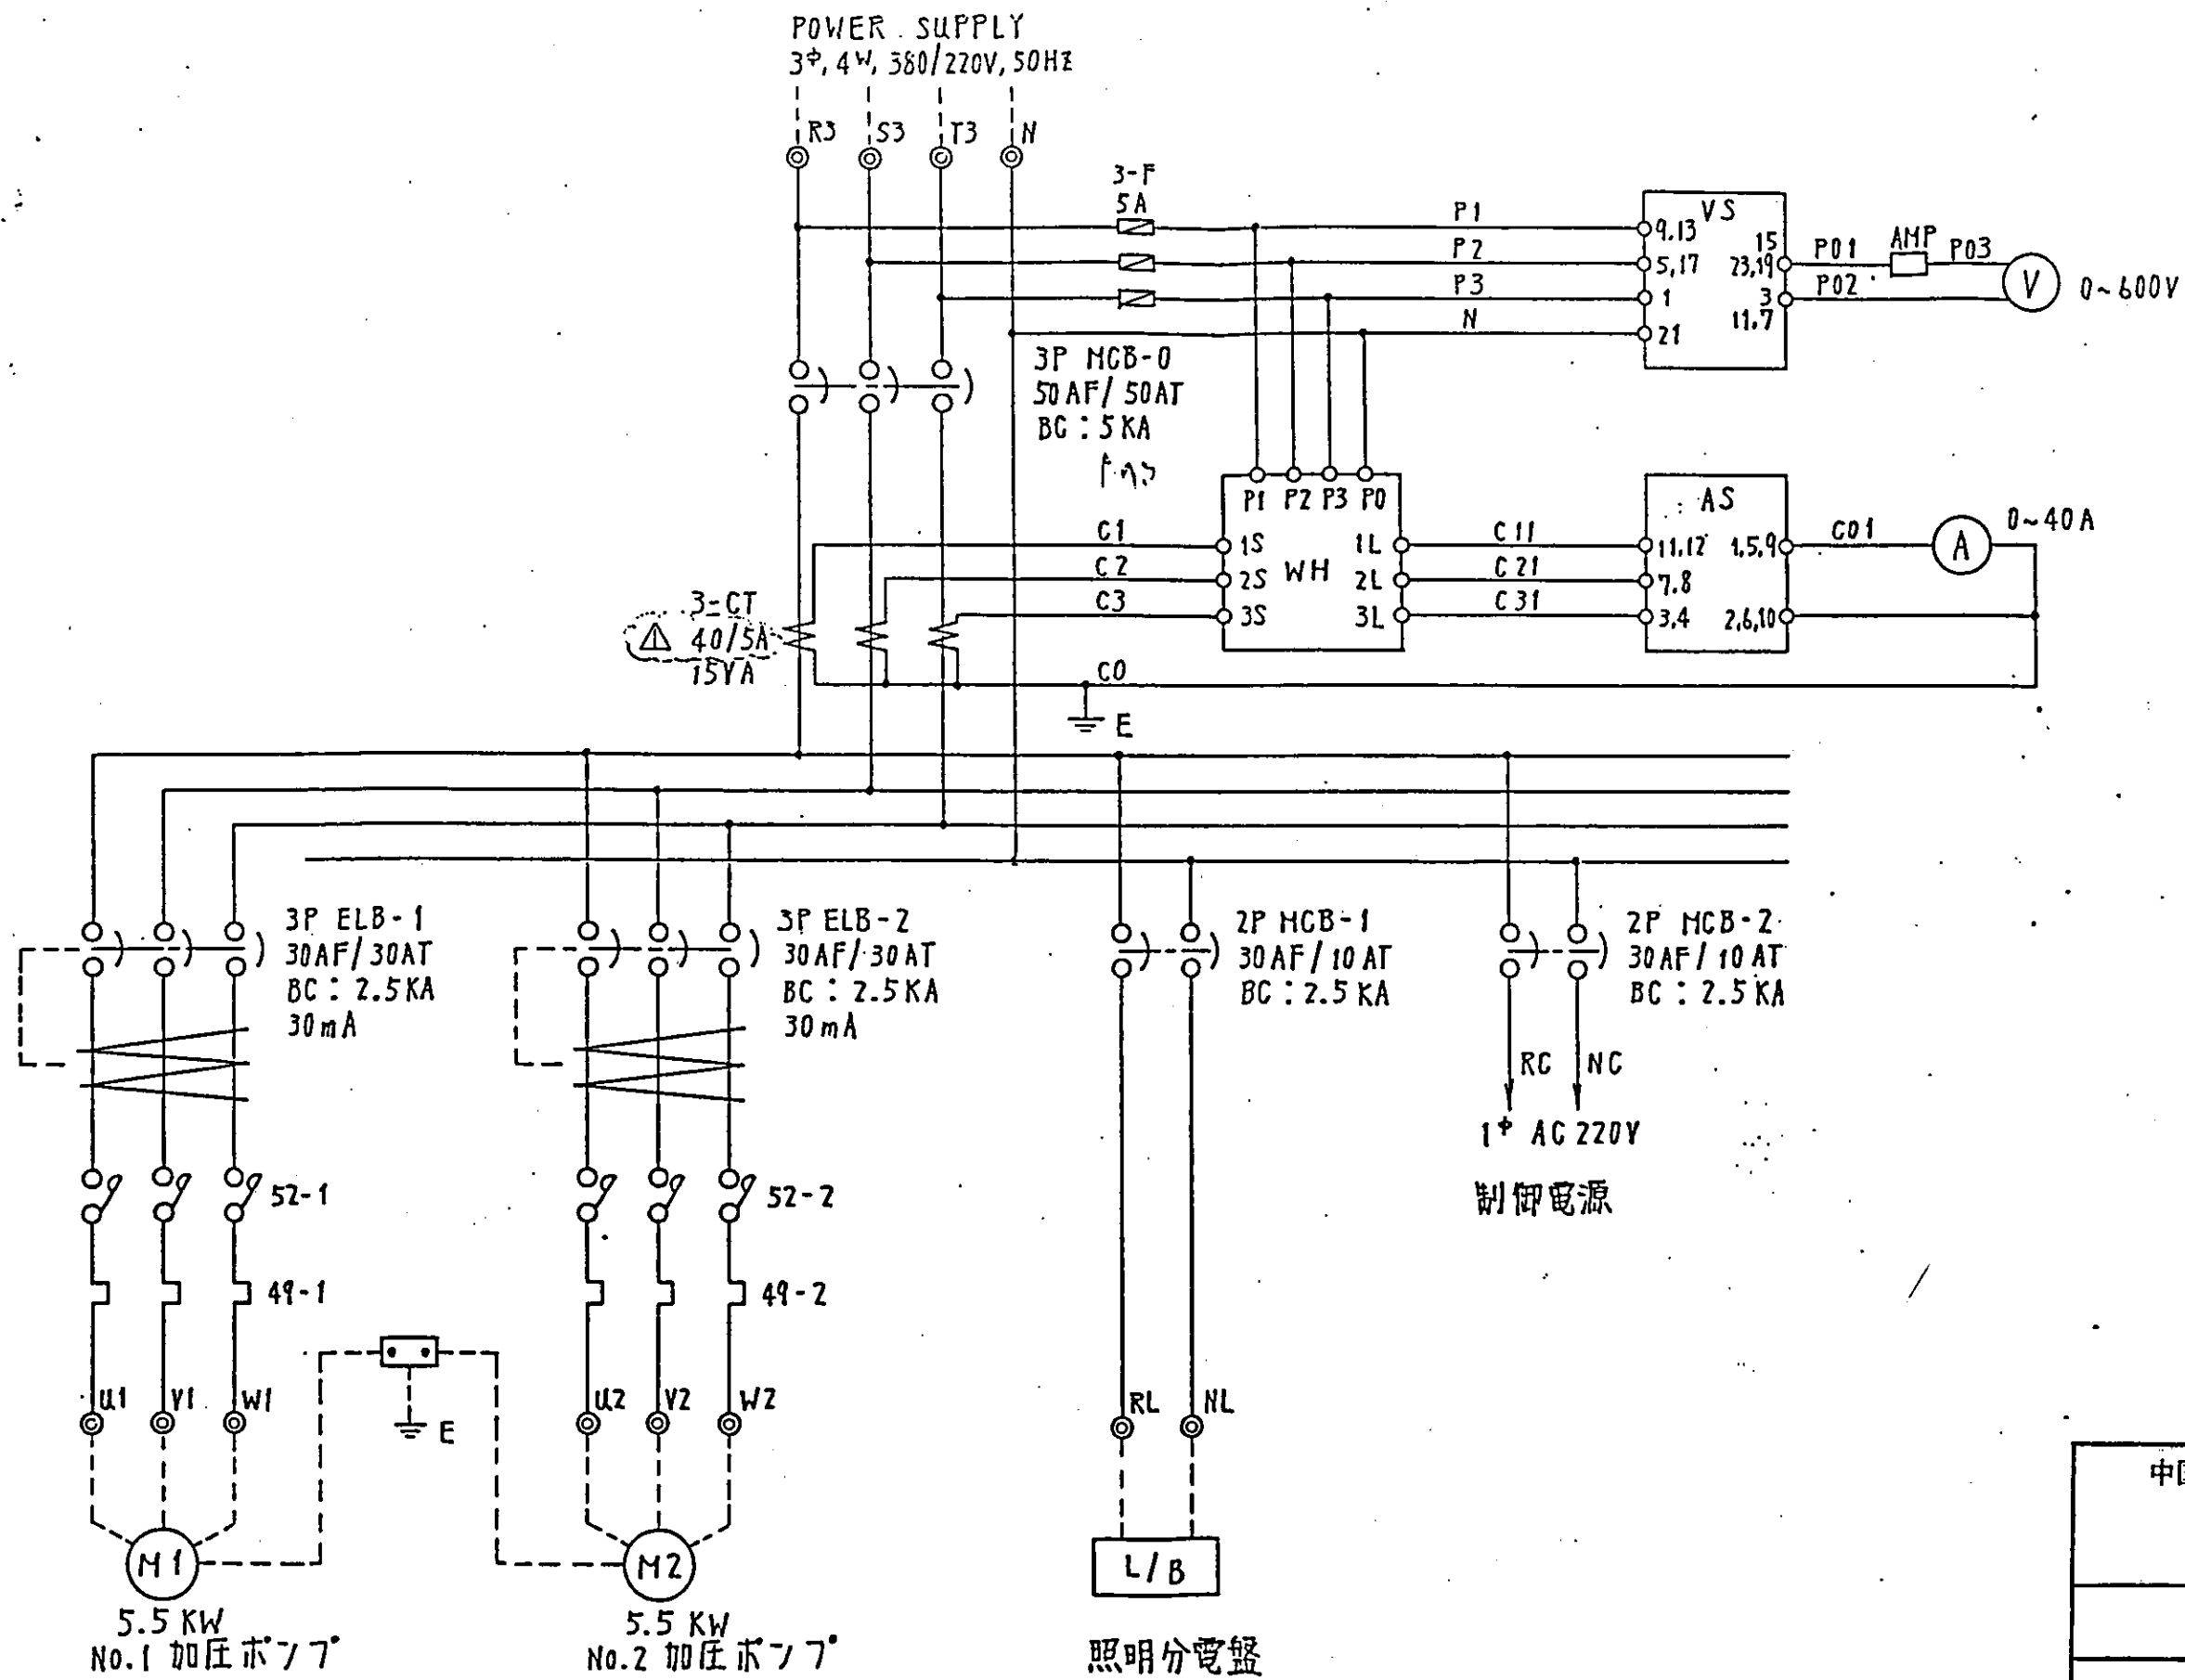 POWER SUPPLY
3φ, 4W, 380/220V, 50HZ
R3 S3 T3 N
3-F
5A
P1
P2
P3
N
VS
9.13
5,17
1
21
15
23,19
3
11,7
P01
AMP
P03
P02
V
0~600V
3P MCB-0
50AF/50AT
BC:5KA
P1 P2 P3 P0
1S
2S
3S
WH
1L
2L
3L
C1
C2
C3
C11
C21
C31
AS
11,12
7,8
3,4
1,5,9
2,6,10
C01
A
0~40A
3-CT
40/5A
15VA
C0
E
3P ELB-1
30AF/30AT
BC:2.5KA
30mA
3P ELB-2
30AF/30AT
BC:2.5KA
30mA
2P MCB-1
30AF/10AT
BC:2.5KA
2P MCB-2
30AF/10AT
BC:2.5KA
RC NC
1φ AC 220V
制御電源
52-1
52-2
49-1
49-2
U1 V1 W1
E
U2 V2 W2
RL NL
M1
M2
L/B
5.5 KW
No.1 加圧ポンプ
5.5 KW
No.2 加圧ポンプ
照明分電盤
中